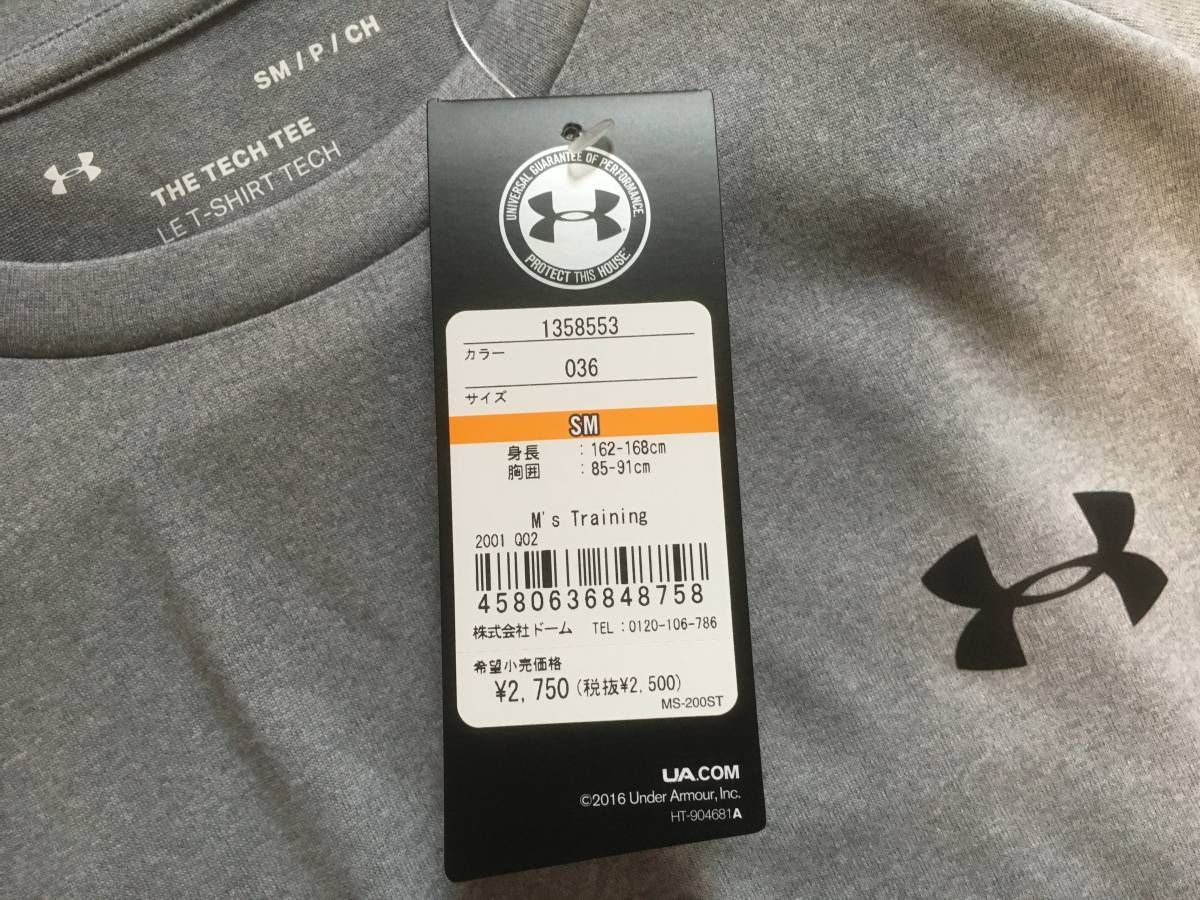 SM / P / CH
THE TECH TEE
LE T-SHIRT TECH
UNIVERSAL GUARANTEE OF PERFORMANCE.
PROTECT THIS HOUSE.
1358553
カラー
036
サイズ
SM
身長 : 162-168cm
胸囲 : 85-91cm
M's Training
2001 Q02
4580636848758
株式会社ドーム TEL:0120-106-786
希望小売価格
¥2,750(税抜¥2,500)
MS-200ST
UA.COM
©2016 Under Armour, Inc.
HT-904681A